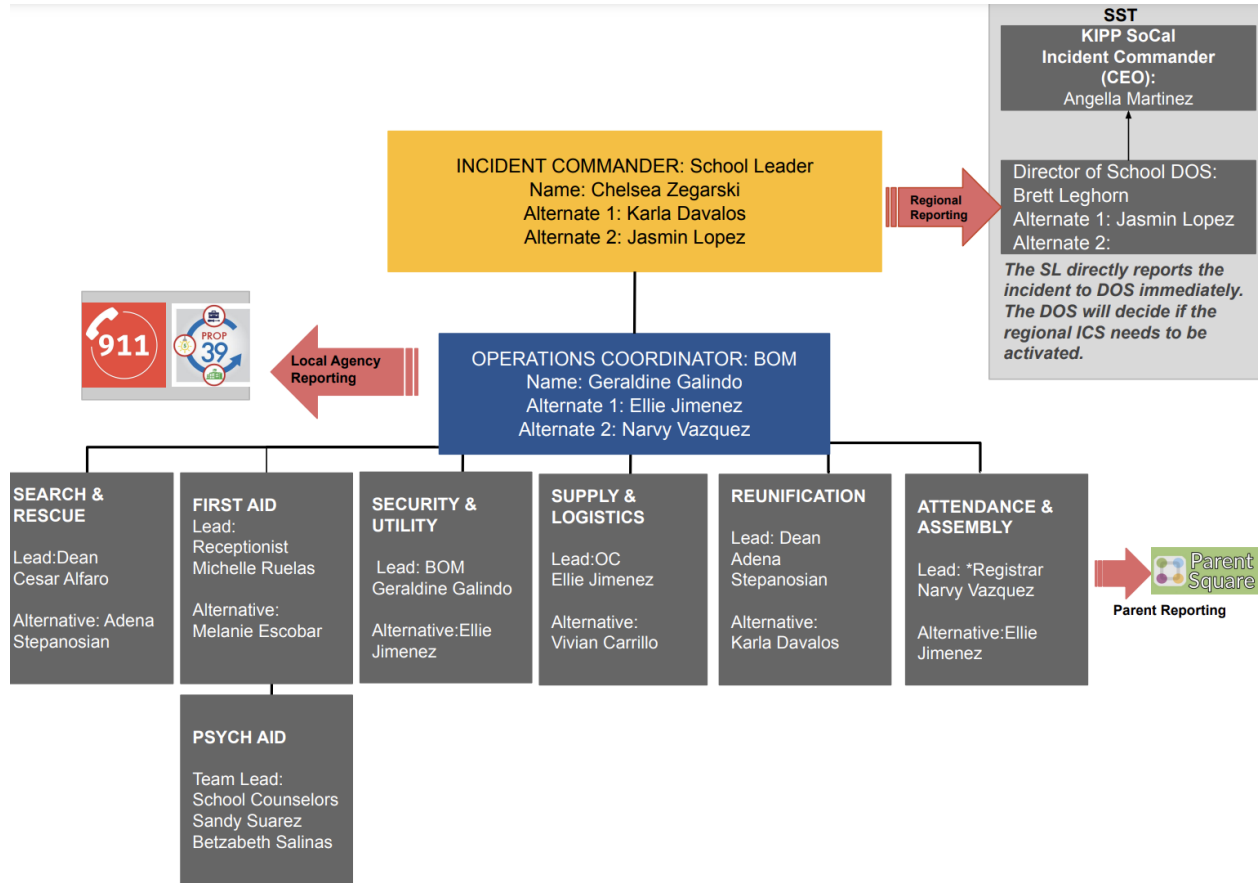 SST
KIPP SoCal
Incident Commander
(CEO):
Angella Martinez
INCIDENT COMMANDER: School Leader
Name: Chelsea Zegarski
Alternate 1: Karla Davalos
Alternate 2: Jasmin Lopez
Regional
Reporting
Director of School DOS:
Brett Leghorn
Alternate 1: Jasmin Lopez
Alternate 2:
The SL directly reports the
incident to DOS immediately.
The DOS will decide if the
regional ICS needs to be
activated.
911
PROP
39
Local Agency
Reporting
OPERATIONS COORDINATOR: BOM
Name: Geraldine Galindo
Alternate 1: Ellie Jimenez
Alternate 2: Narvy Vazquez
SEARCH &
RESCUE
Lead:Dean
Cesar Alfaro
Alternative: Adena
Stepanosian
FIRST AID
Lead:
Receptionist
Michelle Ruelas
Alternative:
Melanie Escobar
SECURITY &
UTILITY
Lead: BOM
Geraldine Galindo
Alternative:Ellie
Jimenez
SUPPLY &
LOGISTICS
Lead:OC
Ellie Jimenez
Alternative:
Vivian Carrillo
REUNIFICATION
Lead: Dean
Adena
Stepanosian
Alternative:
Karla Davalos
ATTENDANCE &
ASSEMBLY
Lead: *Registrar
Narvy Vazquez
Alternative:Ellie
Jimenez
Parent
Square
Parent Reporting
PSYCH AID
Team Lead:
School Counselors
Sandy Suarez
Betzabeth Salinas